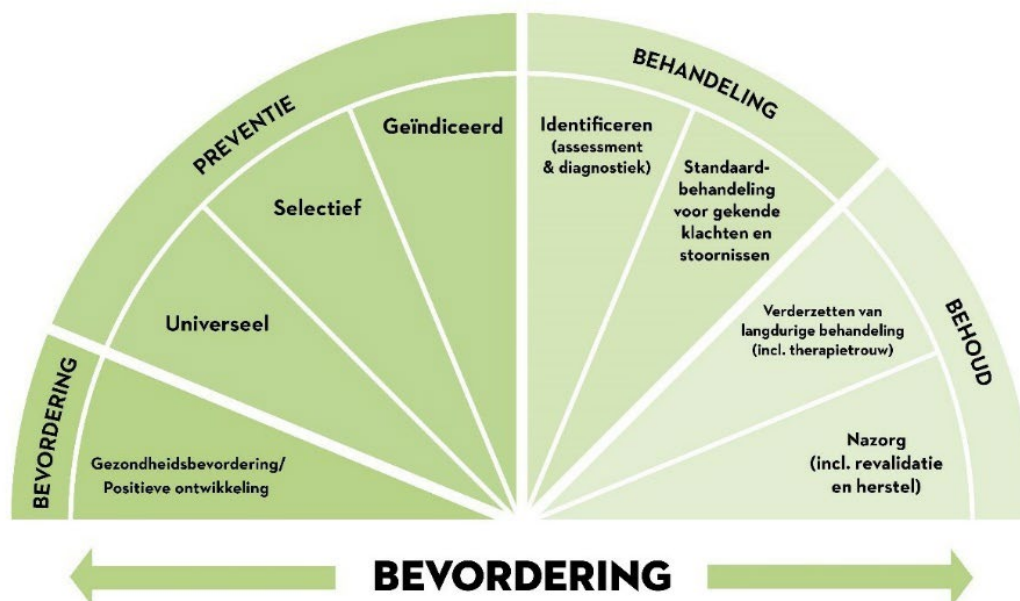 BEVORDERING
Gezondheidsbevordering/
Positieve ontwikkeling
PREVENTIE
Universeel
Selectief
Geïndiceerd
BEHANDELING
Identificeren
(assessment
& diagnostiek)
Standaard-
behandeling
voor gekende
klachten en
stoornissen
BEHOUD
Verderzetten van
langdurige behandeling
(incl. therapietrouw)
Nazorg
(incl. revalidatie
en herstel)
BEVORDERING